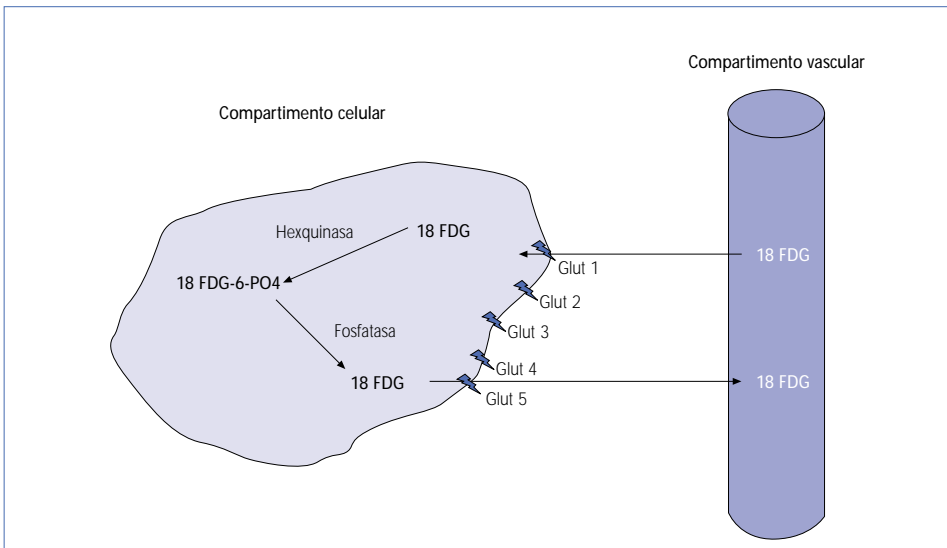 Compartimento vascular
Compartimento celular
Hexquinasa
18 FDG
18 FDG
Glut 1
18 FDG-6-PO4
Glut 2
Fosfatasa
Glut 3
Glut 4
18 FDG
18 FDG
Glut 5